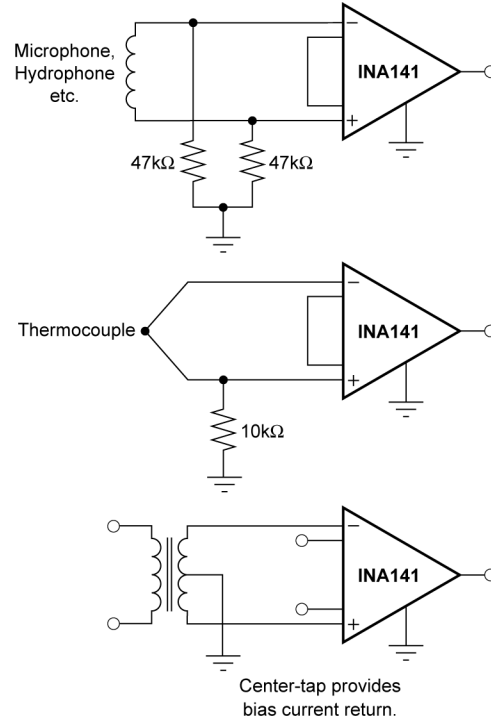 Microphone,
Hydrophone
etc.
−
INA141
+
47kΩ 47kΩ
Thermocouple
−
INA141
+
10kΩ
−
INA141
+
Center-tap provides
bias current return.